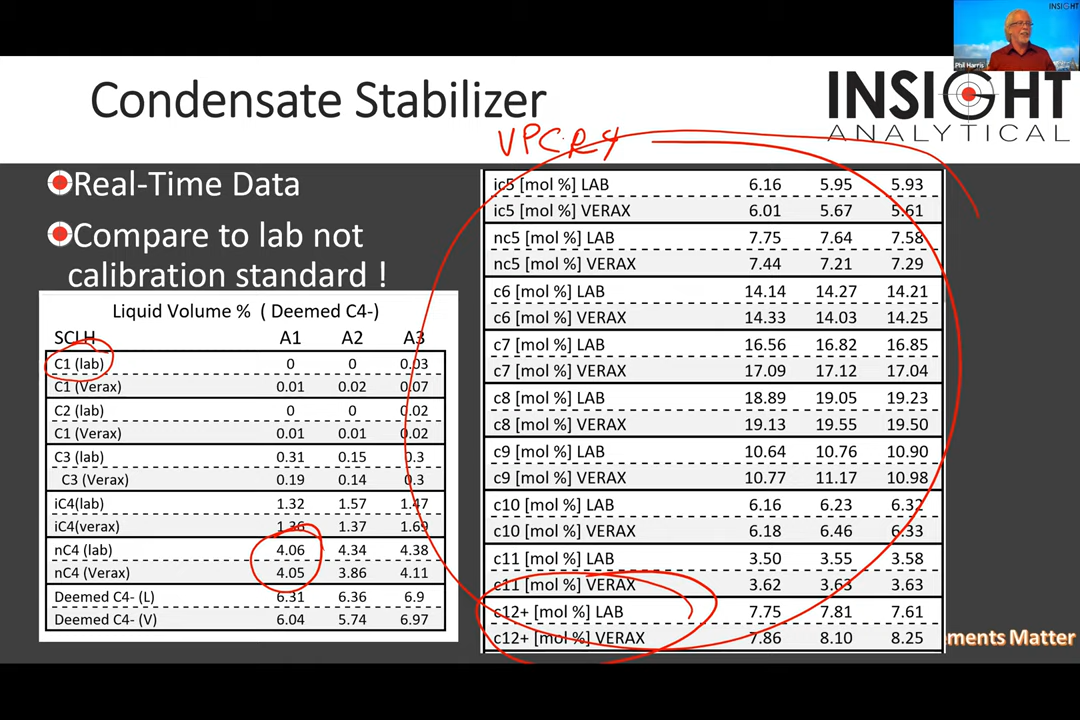 INSIGHT
Phil Harris
Condensate Stabilizer
INSIGHT
ANALYTICAL
VPCR4
Real-Time Data
Compare to lab not
calibration standard !
Liquid Volume % ( Deemed C4-)
SCLH A1 A2 A3
C1 (lab) 0 0 0.03
C1 (Verax) 0.01 0.02 0.07
C2 (lab) 0 0 0.02
C1 (Verax) 0.01 0.01 0.02
C3 (lab) 0.31 0.15 0.3
C3 (Verax) 0.19 0.14 0.3
iC4(lab) 1.32 1.57 1.47
iC4(verax) 1.36 1.37 1.69
nC4 (lab) 4.06 4.34 4.38
nC4 (Verax) 4.05 3.86 4.11
Deemed C4- (L) 6.31 6.36 6.9
Deemed C4- (V) 6.04 5.74 6.97
ic5 [mol %] LAB 6.16 5.95 5.93
ic5 [mol %] VERAX 6.01 5.67 5.61
nc5 [mol %] LAB 7.75 7.64 7.58
nc5 [mol %] VERAX 7.44 7.21 7.29
c6 [mol %] LAB 14.14 14.27 14.21
c6 [mol %] VERAX 14.33 14.03 14.25
c7 [mol %] LAB 16.56 16.82 16.85
c7 [mol %] VERAX 17.09 17.12 17.04
c8 [mol %] LAB 18.89 19.05 19.23
c8 [mol %] VERAX 19.13 19.55 19.50
c9 [mol %] LAB 10.64 10.76 10.90
c9 [mol %] VERAX 10.77 11.17 10.98
c10 [mol %] LAB 6.16 6.23 6.32
c10 [mol %] VERAX 6.18 6.46 6.33
c11 [mol %] LAB 3.50 3.55 3.58
c11 [mol %] VERAX 3.62 3.63 3.63
c12+ [mol %] LAB 7.75 7.81 7.61
c12+ [mol %] VERAX 7.86 8.10 8.25
ements Matter